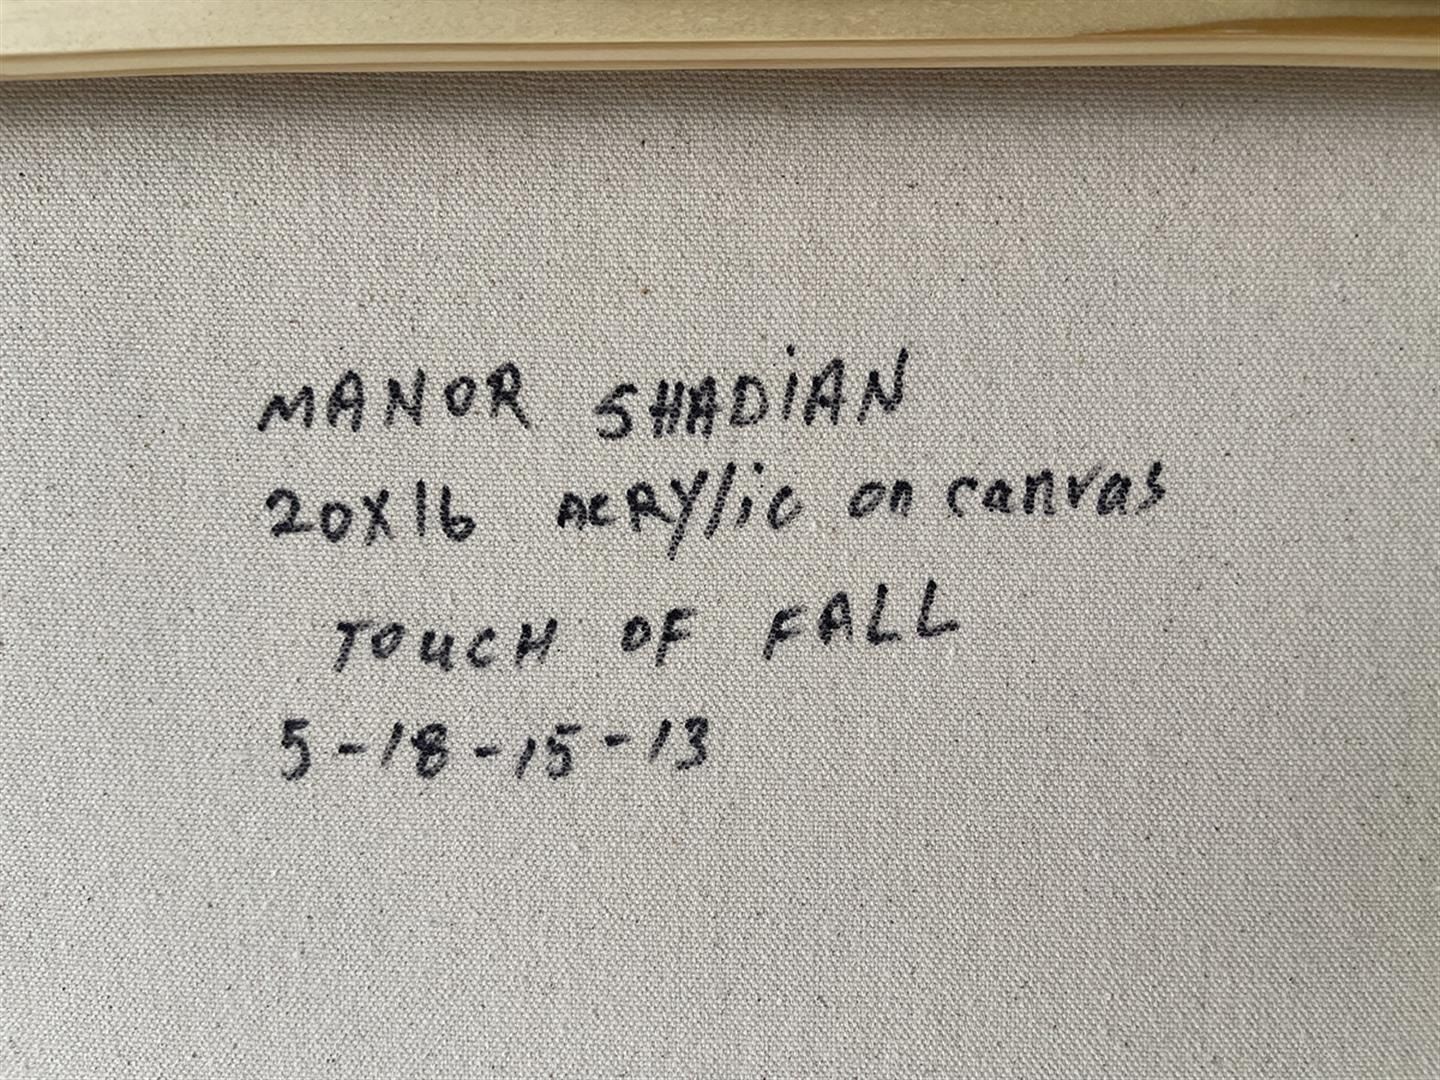 MANOR SHADiAN
20X16 ACRYlic on canvas
TOUCH OF FALL
5-18-15-13